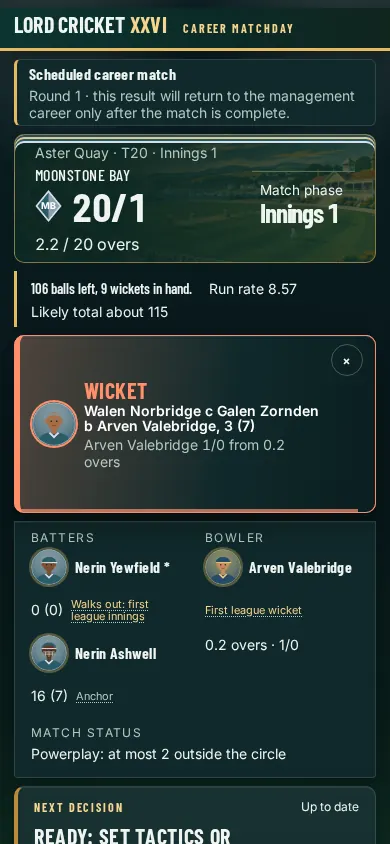 LORD CRICKET XXVI CAREER MATCHDAY
Scheduled career match
Round 1 · this result will return to the management
career only after the match is complete.
Aster Quay · T20 · Innings 1
MOONSTONE BAY
MB 20/1
2.2 / 20 overs
Match phase
Innings 1
106 balls left, 9 wickets in hand. Run rate 8.57
Likely total about 115
×
WICKET
Walen Norbridge c Galen Zornden
b Arven Valebridge, 3 (7)
Arven Valebridge 1/0 from 0.2
overs
BATTERS
Nerin Yewfield *
0 (0) Walks out: first
league innings
Nerin Ashwell
16 (7) Anchor
BOWLER
Arven Valebridge
First league wicket
0.2 overs · 1/0
MATCH STATUS
Powerplay: at most 2 outside the circle
NEXT DECISION Up to date
READY: SET TACTICS OR